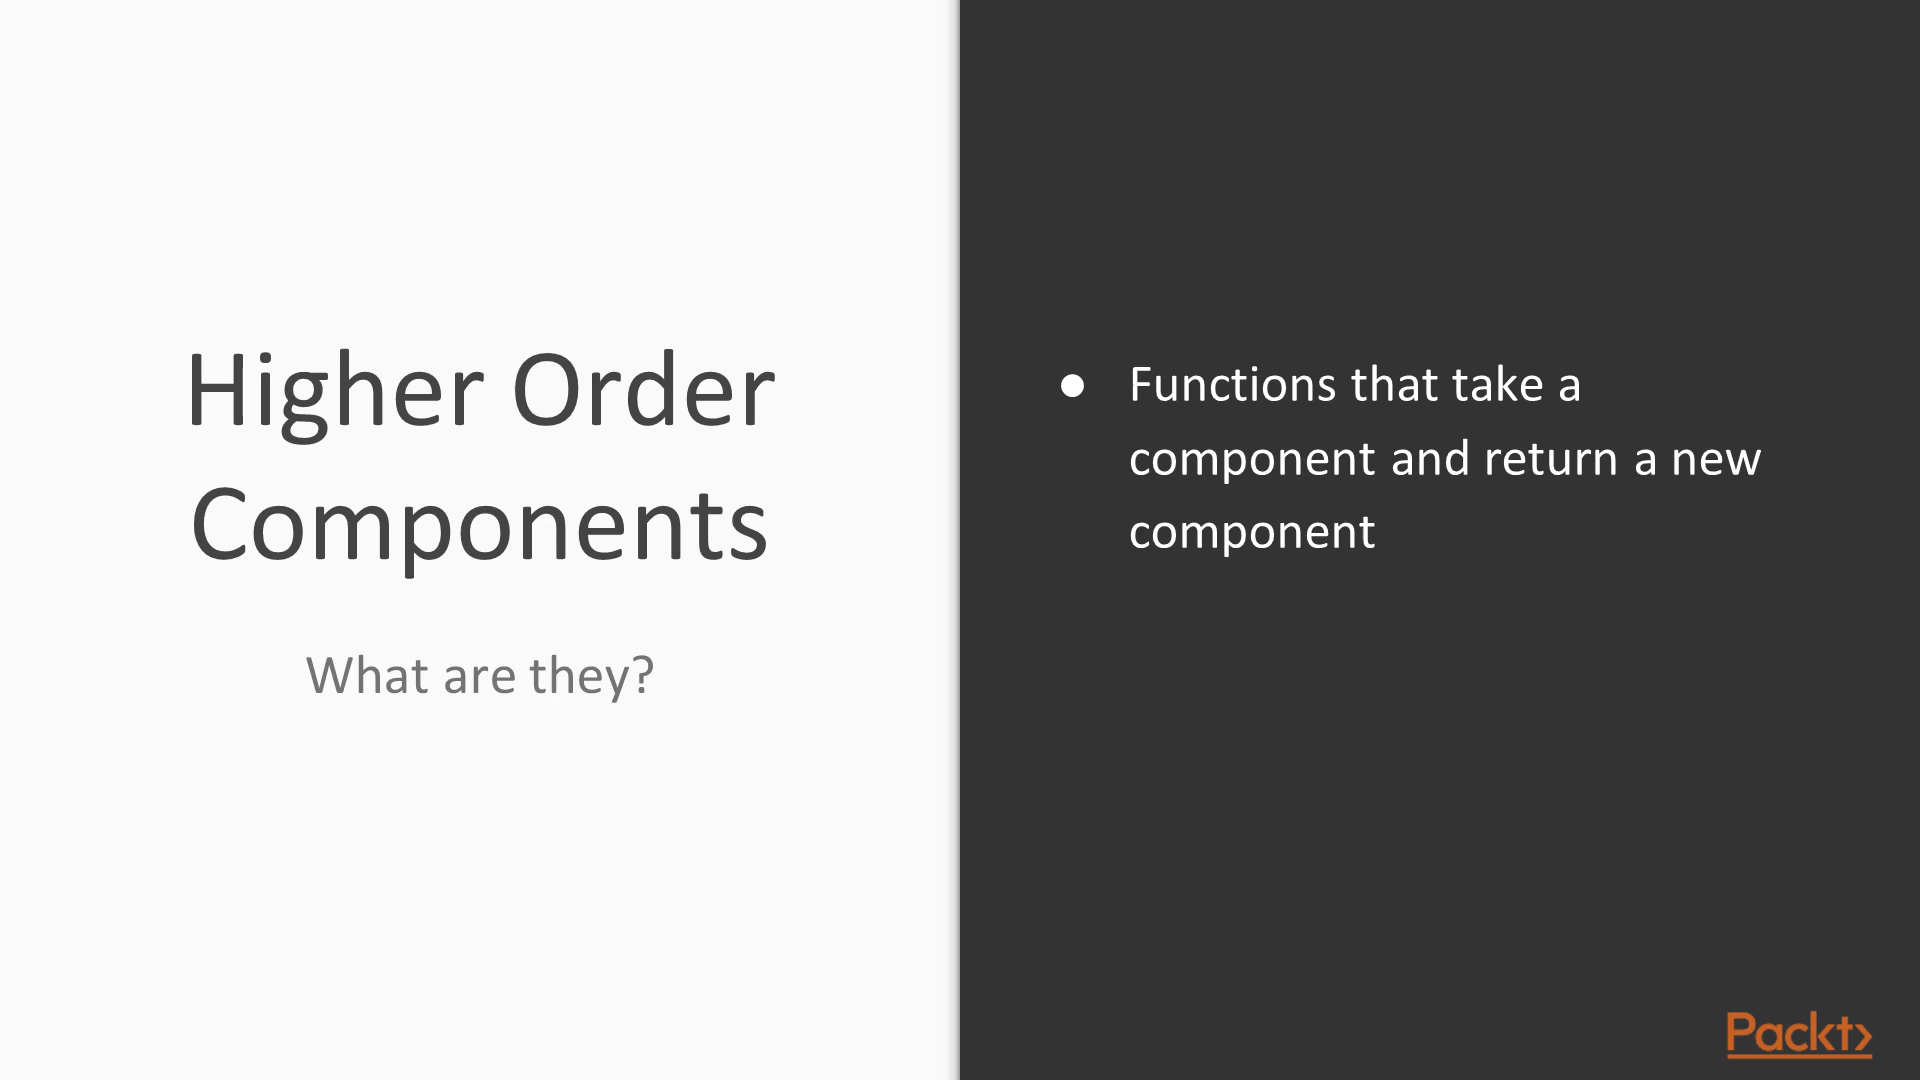 Higher Order
Components
What are they?
● Functions that take a
component and return a new
component
Packt>